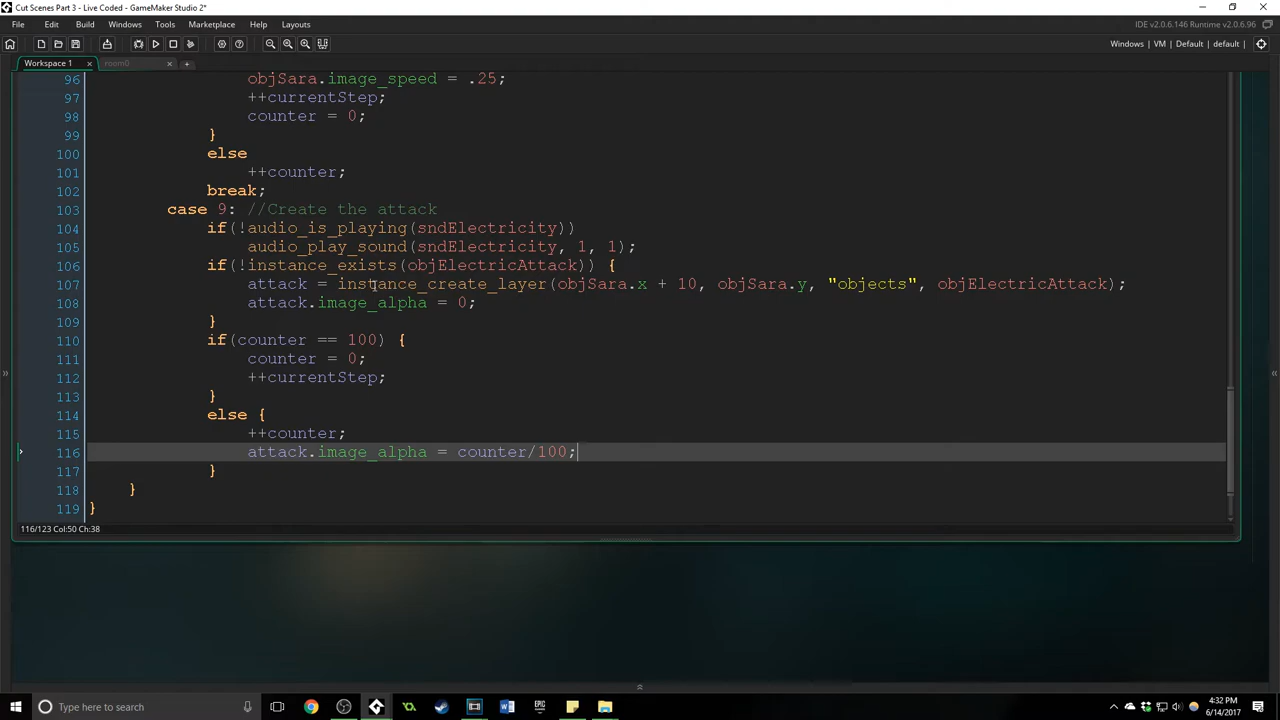 Cut Scenes Part 3 - Live Coded - GameMaker Studio 2*
File Edit Build Windows Tools Marketplace Help Layouts
IDE v2.0.6.146 Runtime v2.0.6.96
Windows | VM | Default | default |
Workspace 1 room0
96 objSara.image_speed = .25;
97 ++currentStep;
98 counter = 0;
99 }
100 else
101 ++counter;
102 break;
103 case 9: //Create the attack
104 if(!audio_is_playing(sndElectricity))
105 audio_play_sound(sndElectricity, 1, 1);
106 if(!instance_exists(objElectricAttack)) {
107 attack = instance_create_layer(objSara.x + 10, objSara.y, "objects", objElectricAttack);
108 attack.image_alpha = 0;
109 }
110 if(counter == 100) {
111 counter = 0;
112 ++currentStep;
113 }
114 else {
115 ++counter;
116 attack.image_alpha = counter/100;
117 }
118 }
119 }
116/123 Col:50 Ch:38
Type here to search
EPIC
4:32 PM
6/14/2017